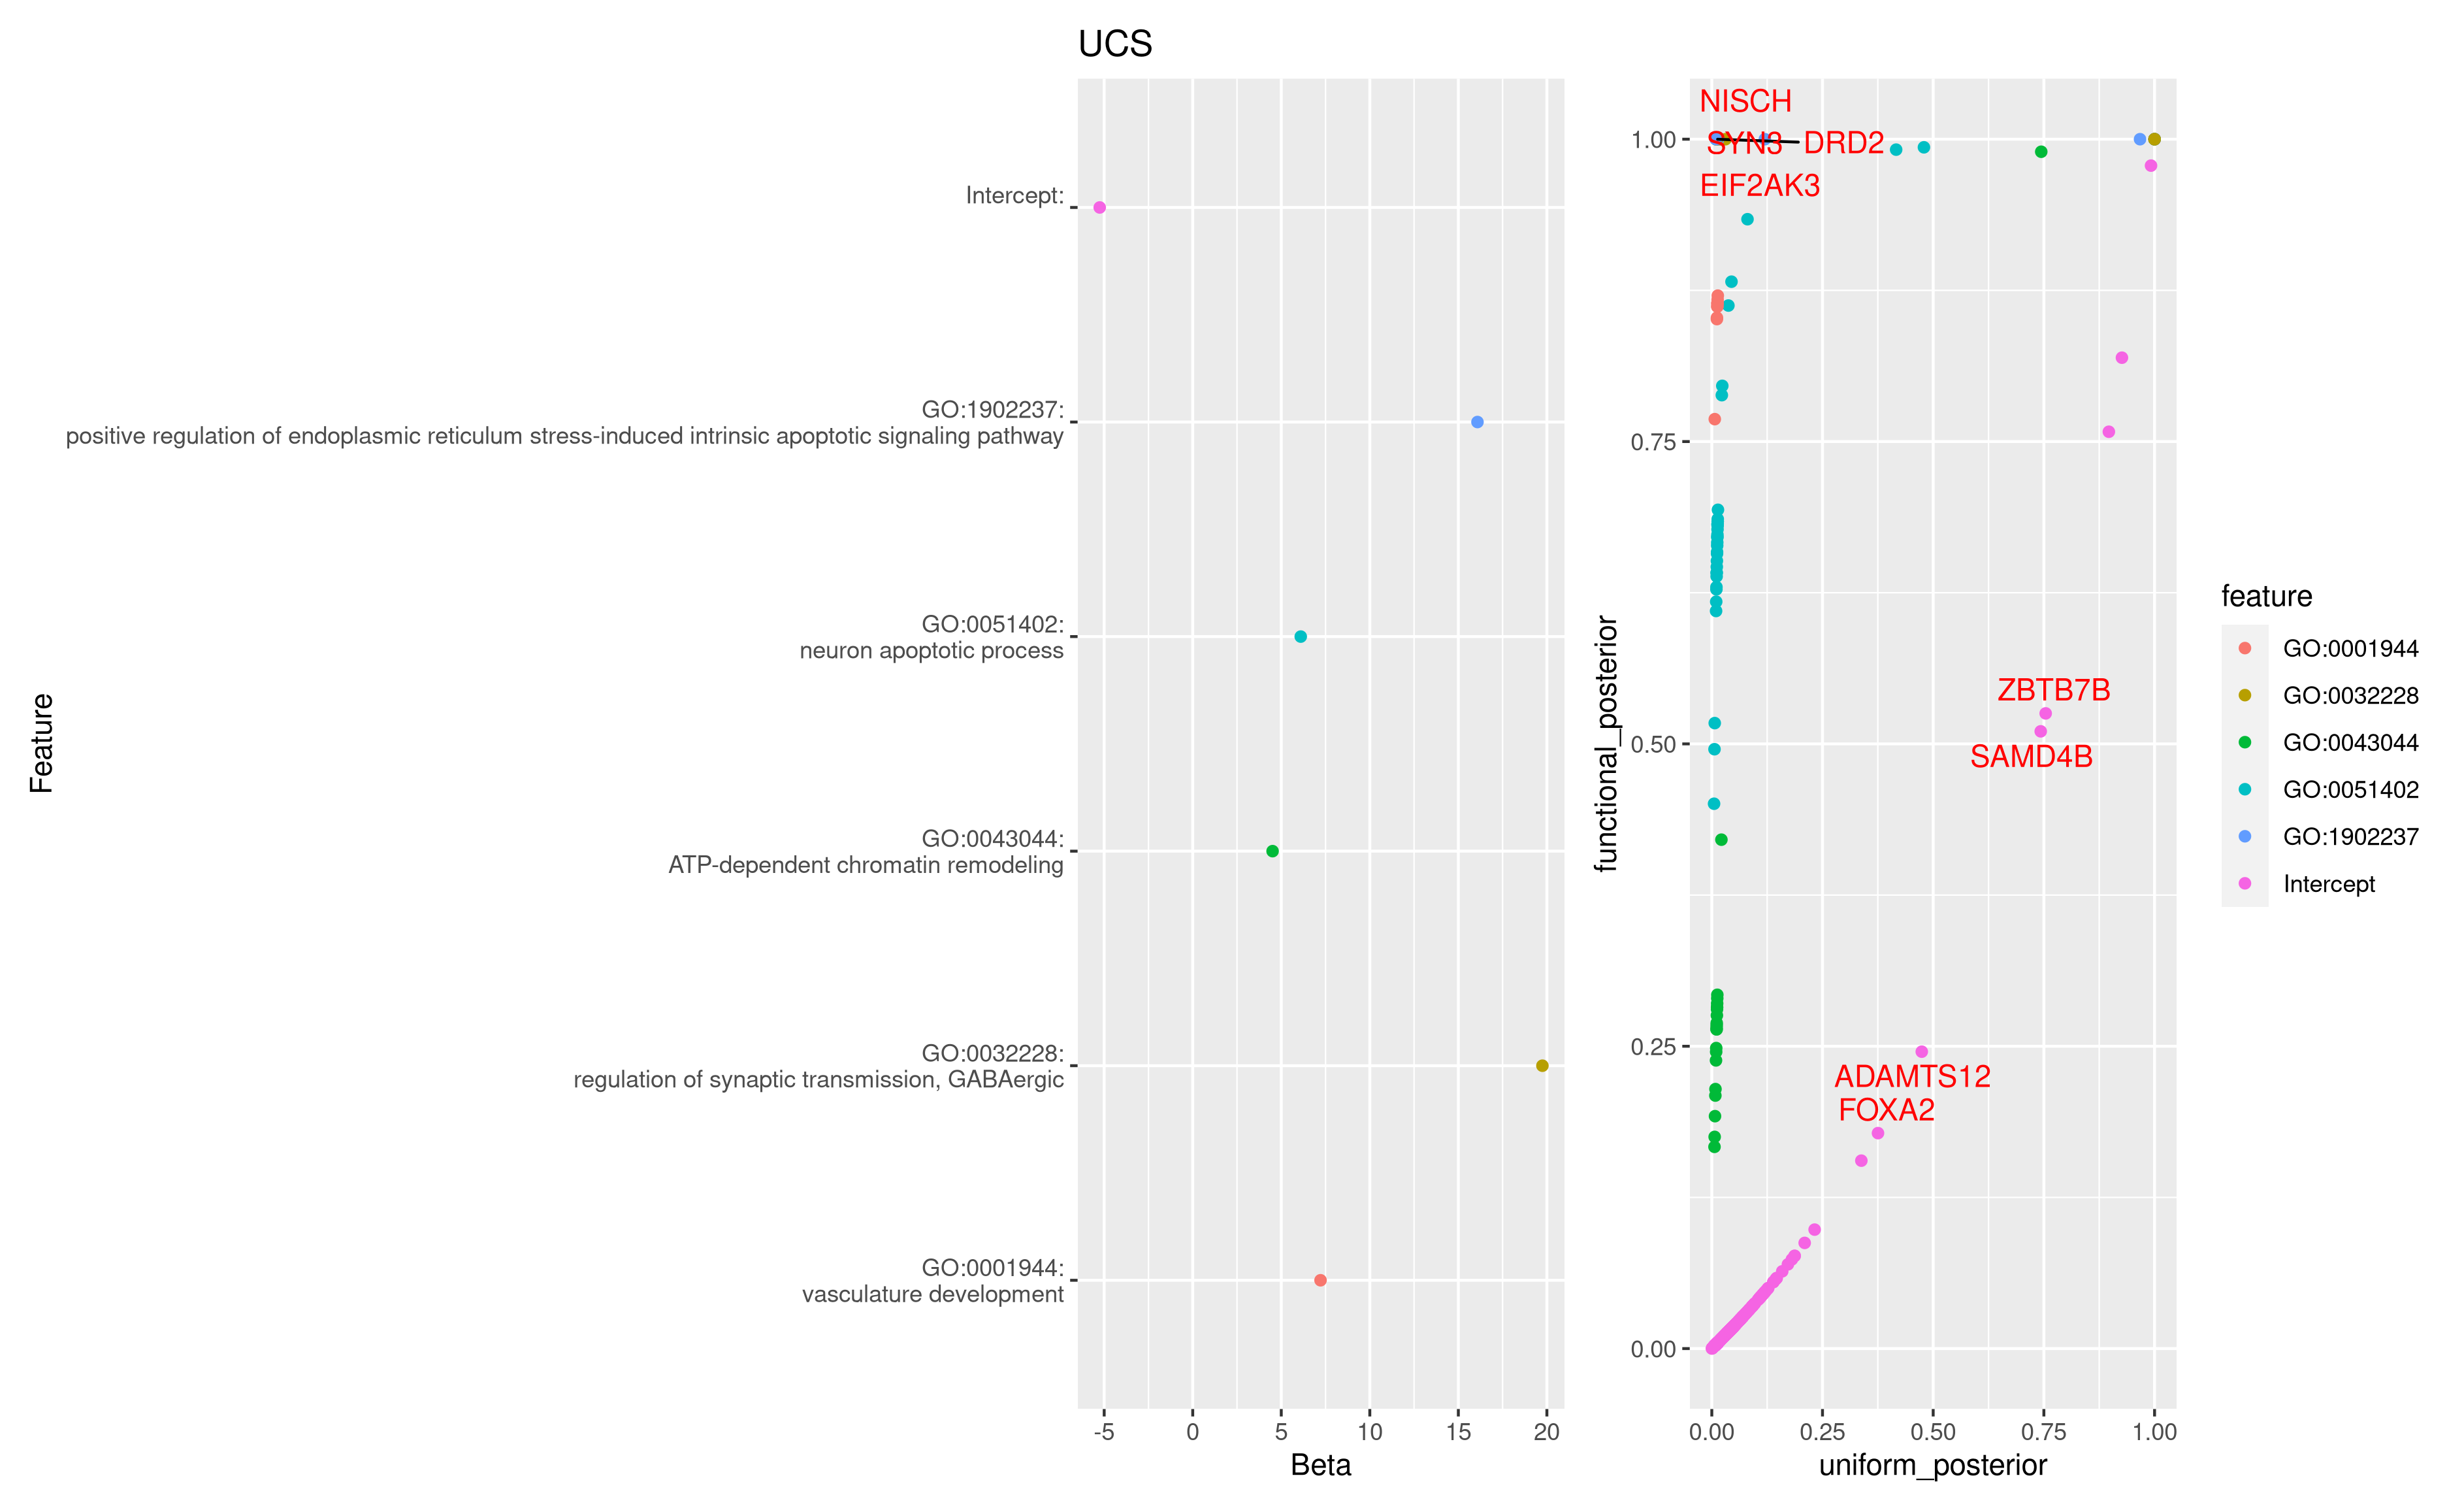 UCS
Feature
Intercept:
GO:1902237:
positive regulation of endoplasmic reticulum stress-induced intrinsic apoptotic signaling pathway
GO:0051402:
neuron apoptotic process
GO:0043044:
ATP-dependent chromatin remodeling
GO:0032228:
regulation of synaptic transmission, GABAergic
GO:0001944:
vasculature development
-5 0 5 10 15 20
Beta
functional_posterior
1.00
0.75
0.50
0.25
0.00
NISCH
SYN3 DRD2
EIF2AK3
ZBTB7B
SAMD4B
ADAMTS12
FOXA2
0.00 0.25 0.50 0.75 1.00
uniform_posterior
feature
GO:0001944
GO:0032228
GO:0043044
GO:0051402
GO:1902237
Intercept